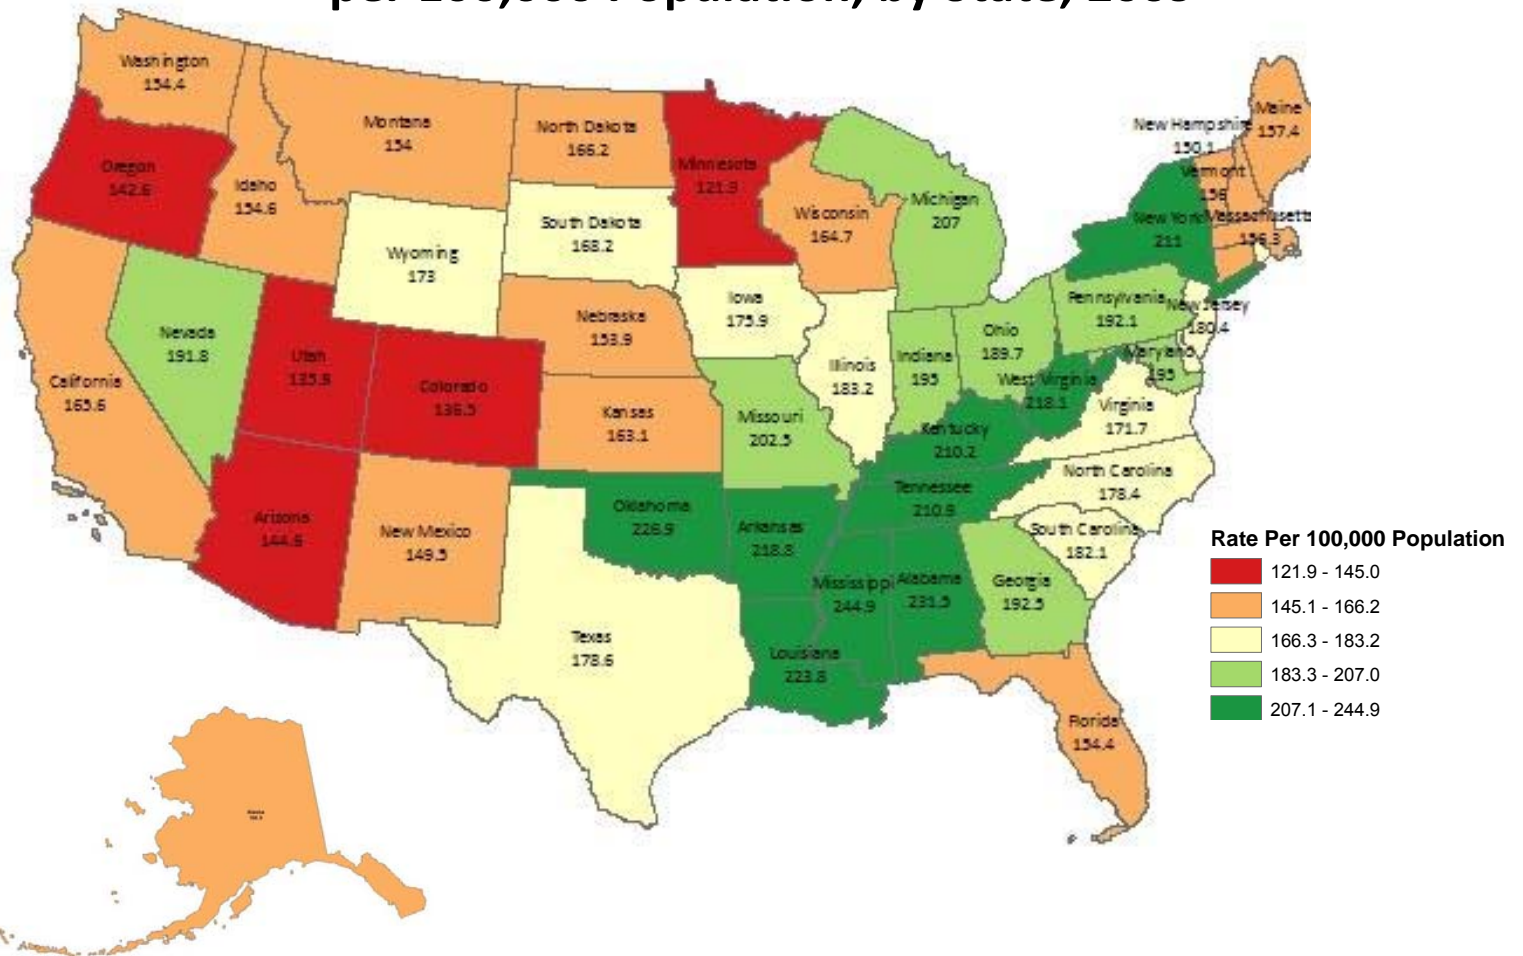 Washington
154.4
Montana
154
North Dakota
166.2
Minnesota
121.9
Maine
157.4
New Hampshire
150.1
Oregon
142.6
Idaho
154.6
Vermont
156
Wisconsin
164.7
Michigan
207
New York
211
Massachusetts
156.3
South Dakota
168.2
Wyoming
173
Iowa
175.9
Pennsylvania
192.1
New Jersey
180.4
Nebraska
153.9
Nevada
191.8
Ohio
189.7
Indiana
195
Illinois
183.2
Maryland
195
Utah
Colorado
136.5
West Virginia
218.1
California
165.6
Kansas
163.1
Missouri
202.5
Virginia
171.7
Kentucky
210.2
North Carolina
178.4
Tennessee
210.9
Arizona
144.6
New Mexico
149.5
Oklahoma
226.9
Arkansas
218.8
South Carolina
182.1
Mississippi
244.9
Alabama
231.5
Georgia
192.5
Texas
178.6
Louisiana
223.8
Florida
154.4
Rate Per 100,000 Population
121.9 - 145.0
145.1 - 166.2
166.3 - 183.2
183.3 - 207.0
207.1 - 244.9